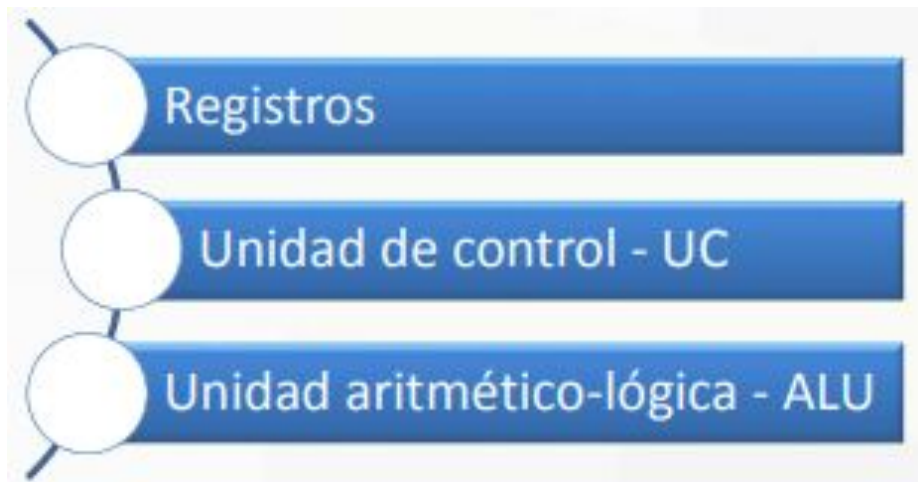 Registros
Unidad de control - UC
Unidad aritmético-lógica - ALU